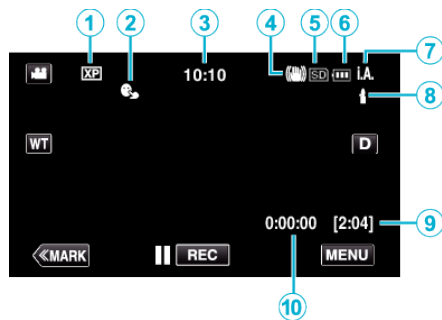 1 2 3 4 5 6 7
XP 10:10 SD i.A.
8
WT D
0:00:00 [2:04] 9
≪MARK REC MENU
10